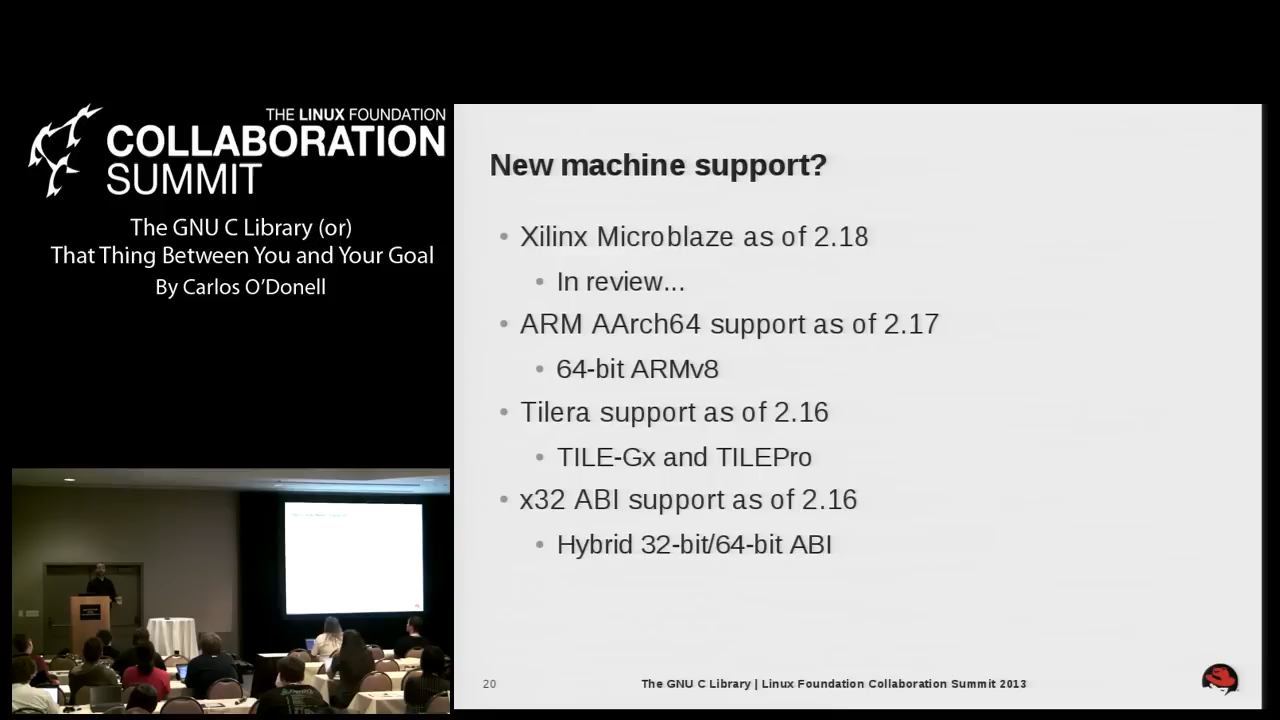 THE LINUX FOUNDATION
COLLABORATION
SUMMIT
The GNU C Library (or)
That Thing Between You and Your Goal
By Carlos O’Donell
New machine support?
• Xilinx Microblaze as of 2.18
• In review...
• ARM AArch64 support as of 2.17
• 64-bit ARMv8
• Tilera support as of 2.16
• TILE-Gx and TILEPro
• x32 ABI support as of 2.16
• Hybrid 32-bit/64-bit ABI
20
The GNU C Library | Linux Foundation Collaboration Summit 2013